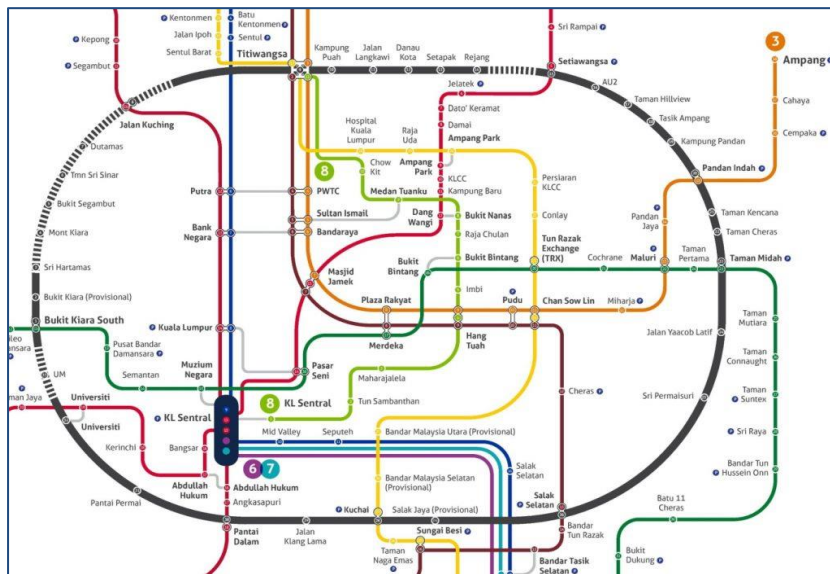 Kentonmen
Jalan Ipoh
Sentul Barat
Batu
Kentonmen
Sentul
Titiwangsa
Kampung
Puah
Jalan
Langkawi
Danau
Kota
Setapak
Rejang
Sri Rampai
Setiawangsa
3
Ampang
Kepong
Segambut
Jalan Kuching
Jelatek
Dato' Keramat
Damai
Ampang Park
AU2
Taman Hillview
Tasik Ampang
Kampung Pandan
Cahaya
Cempaka
Hospital
Kuala
Lumpur
Raja
Uda
8
Chow
Kit
Ampang
Park
KLCC
Kampung Baru
Persiaran
KLCC
Pandan Indah
Dutamas
Tmn Sri Sinar
Bukit Segambut
Mont Kiara
Sri Hartamas
Bukit Kiara (Provisional)
Bukit Kiara South
Putra
PWTC
Medan Tuanku
Sultan Ismail
Bank
Negara
Bandaraya
Dang
Wangi
Bukit Nanas
Raja Chulan
Conlay
Pandan
Jaya
Taman Kencana
Taman Cheras
Bukit
Bintang
Bukit Bintang
Tun Razak
Exchange
(TRX)
Cochrane
Maluri
Taman
Pertama
Taman Midah
Masjid
Jamek
Imbi
Plaza Rakyat
Pudu
Chan Sow Lin
Miharja
Kuala Lumpur
Merdeka
Hang
Tuah
Jalan Yaacob Latif
Taman
Mutiara
Pusat Bandar
Damansara
Semantan
Muzium
Negara
Pasar
Seni
Maharajalela
Taman
Connaught
UM
KL Sentral
8
KL Sentral
Tun Sambanthan
Cheras
Sri Permaisuri
Taman
Suntex
man Jaya
Universiti
Universiti
Kerinchi
Bangsar
Mid Valley
Seputeh
Bandar Malaysia Utara (Provisional)
Sri Raya
6
7
Salak
Selatan
Bandar Tun
Hussein Onn
Abdullah
Hukum
Abdullah Hukum
Angkasapuri
Bandar Malaysia Selatan
(Provisional)
Pantai Permai
Kuchai
Salak Jaya (Provisional)
Salak
Selatan
Batu 11
Cheras
Pantai
Dalam
Jalan
Klang Lama
Sungai Besi
Bandar
Tun Razak
Taman
Naga Emas
Bandar Tasik
Selatan
Bukit
Dukung